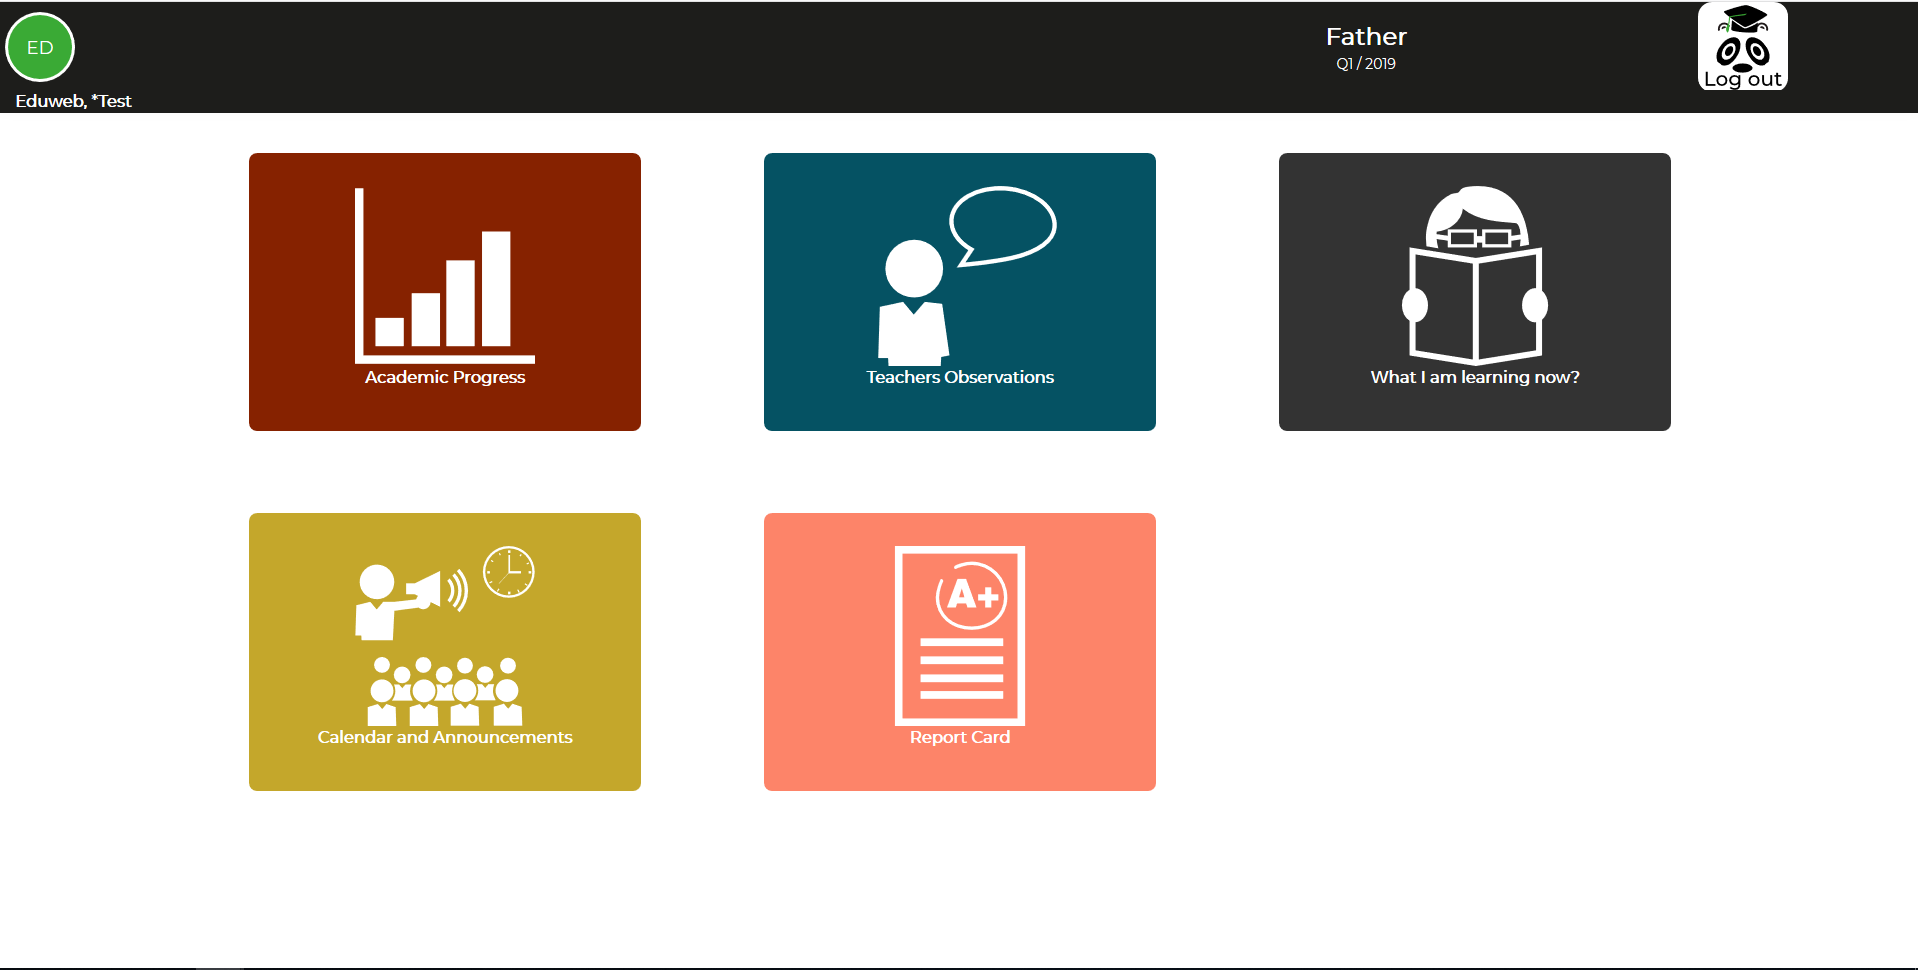 ED
Eduweb, *Test
Father
Q1 / 2019
Log out
Academic Progress
Teachers Observations
What I am learning now?
Calendar and Announcements
A+
Report Card